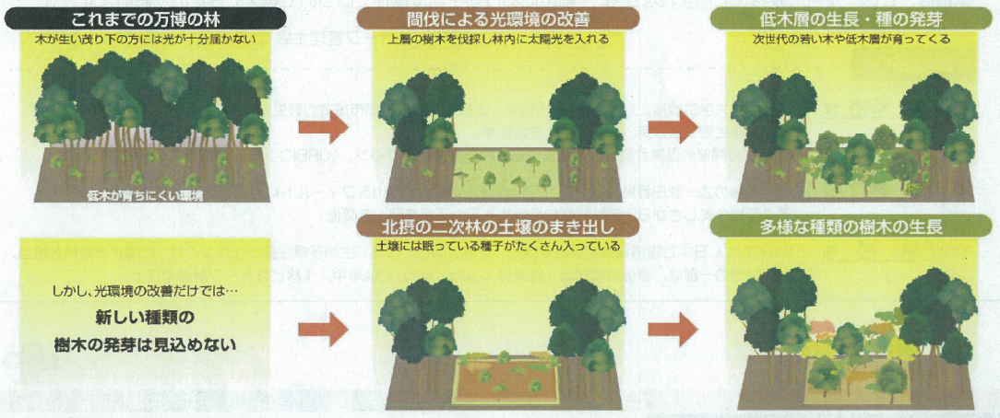 これまでの万博の林
木が生い茂り下の方には光が十分届かない
低木が育ちにくい環境
間伐による光環境の改善
上層の樹木を伐採し林内に太陽光を入れる
低木層の生長・種の発芽
次世代の若い木や低木層が育ってくる
しかし、光環境の改善だけでは…
新しい種類の
樹木の発芽は見込めない
北摂の二次林の土壌のまき出し
土壌には眠っている種子がたくさん入っている
多様な種類の樹木の生長